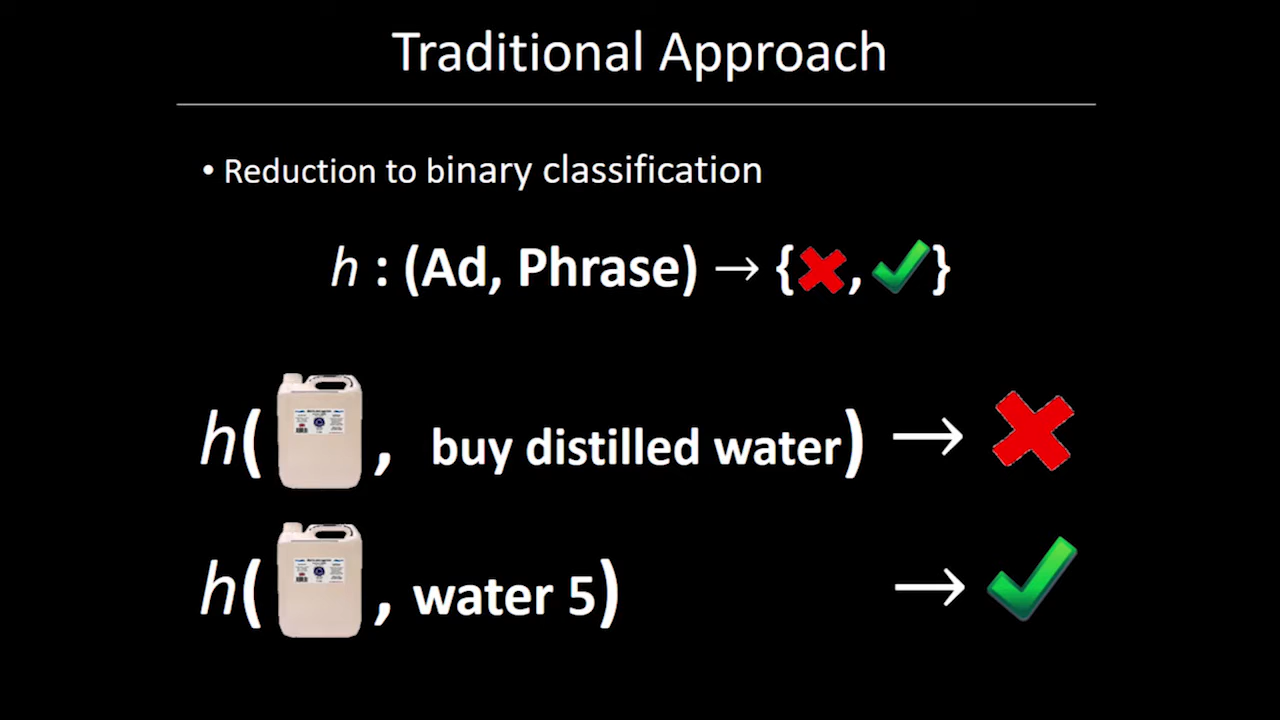 Traditional Approach
• Reduction to binary classification
h : (Ad, Phrase) → {✖, ✔}
h( , buy distilled water) → ✖
h( , water 5) → ✔